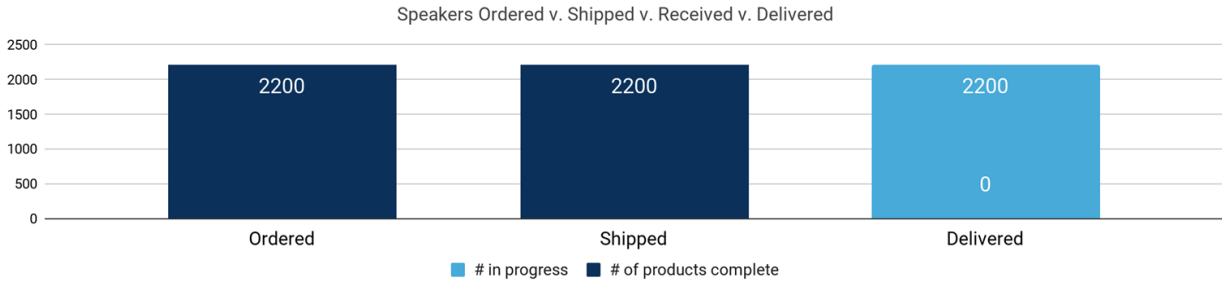 Speakers Ordered v. Shipped v. Received v. Delivered
2500
2000
1500
1000
500
0
2200
2200
2200
0
Ordered
Shipped
Delivered
# in progress
# of products complete